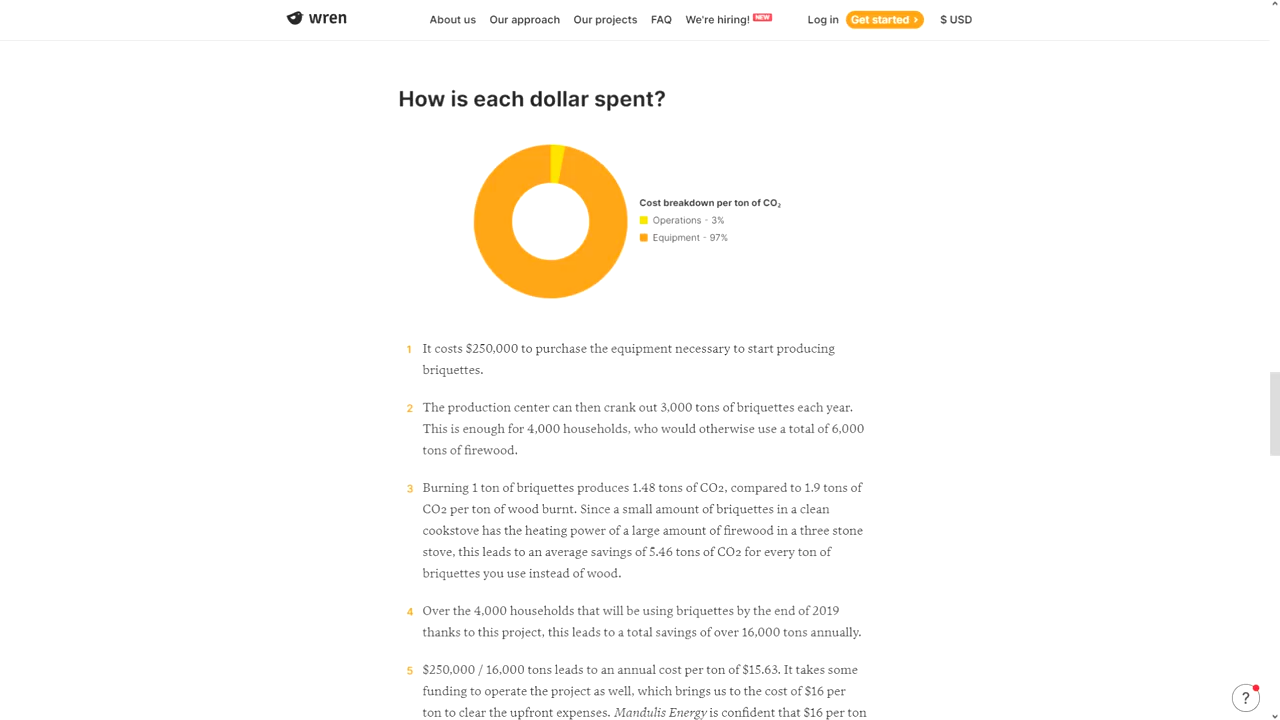 wren About us Our approach Our projects FAQ We're hiring! NEW Log in Get started › $ USD
How is each dollar spent?
Cost breakdown per ton of CO₂
Operations - 3%
Equipment - 97%
1 It costs $250,000 to purchase the equipment necessary to start producing
briquettes.
2 The production center can then crank out 3,000 tons of briquettes each year.
This is enough for 4,000 households, who would otherwise use a total of 6,000
tons of firewood.
3 Burning 1 ton of briquettes produces 1.48 tons of CO2, compared to 1.9 tons of
CO2 per ton of wood burnt. Since a small amount of briquettes in a clean
cookstove has the heating power of a large amount of firewood in a three stone
stove, this leads to an average savings of 5.46 tons of CO2 for every ton of
briquettes you use instead of wood.
4 Over the 4,000 households that will be using briquettes by the end of 2019
thanks to this project, this leads to a total savings of over 16,000 tons annually.
5 $250,000 / 16,000 tons leads to an annual cost per ton of $15.63. It takes some
funding to operate the project as well, which brings us to the cost of $16 per
ton to clear the upfront expenses. Mandulis Energy is confident that $16 per ton
?